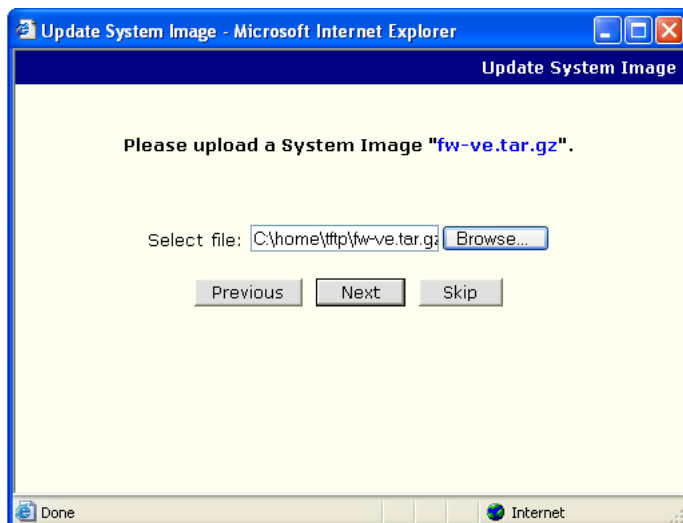 Update System Image - Microsoft Internet Explorer
Update System Image
Please upload a System Image "fw-ve.tar.gz".
Select file: C:\home\tftp\fw-ve.tar.gz Browse...
Previous Next Skip
Done Internet